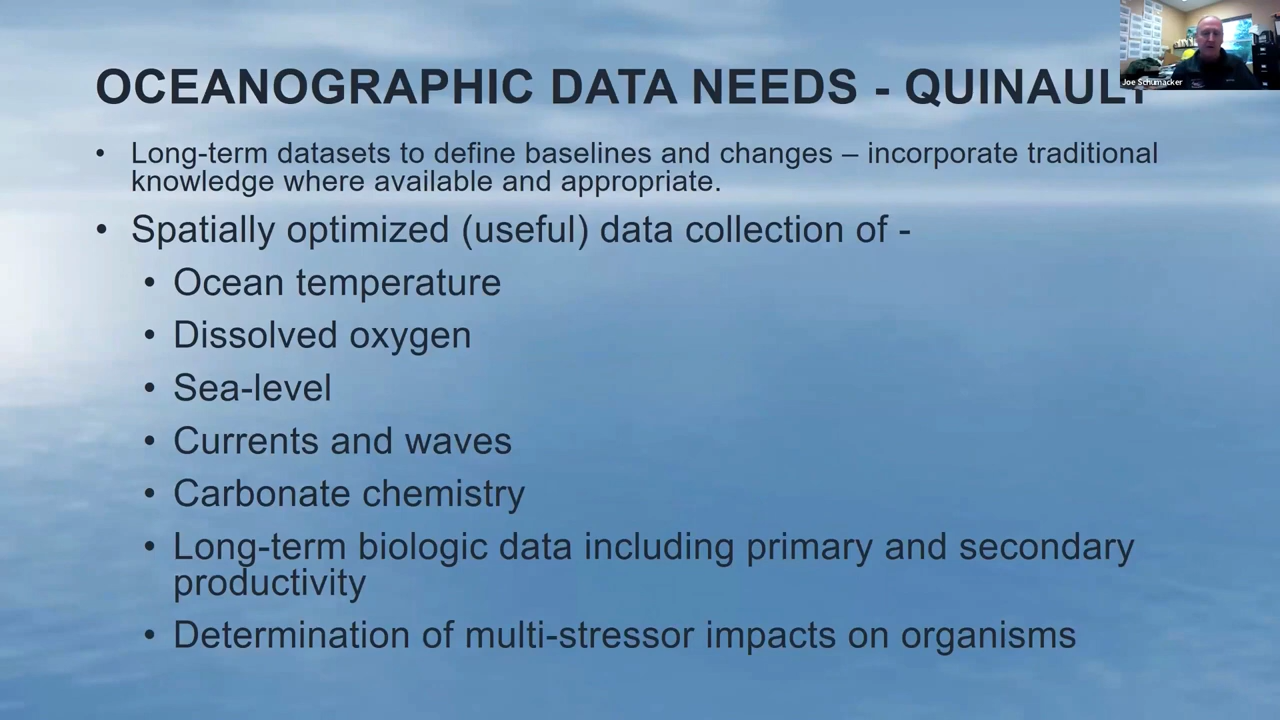 Joe Schumacker
OCEANOGRAPHIC DATA NEEDS - QUINAULT
• Long-term datasets to define baselines and changes – incorporate traditional
knowledge where available and appropriate.
• Spatially optimized (useful) data collection of -
• Ocean temperature
• Dissolved oxygen
• Sea-level
• Currents and waves
• Carbonate chemistry
• Long-term biologic data including primary and secondary
productivity
• Determination of multi-stressor impacts on organisms